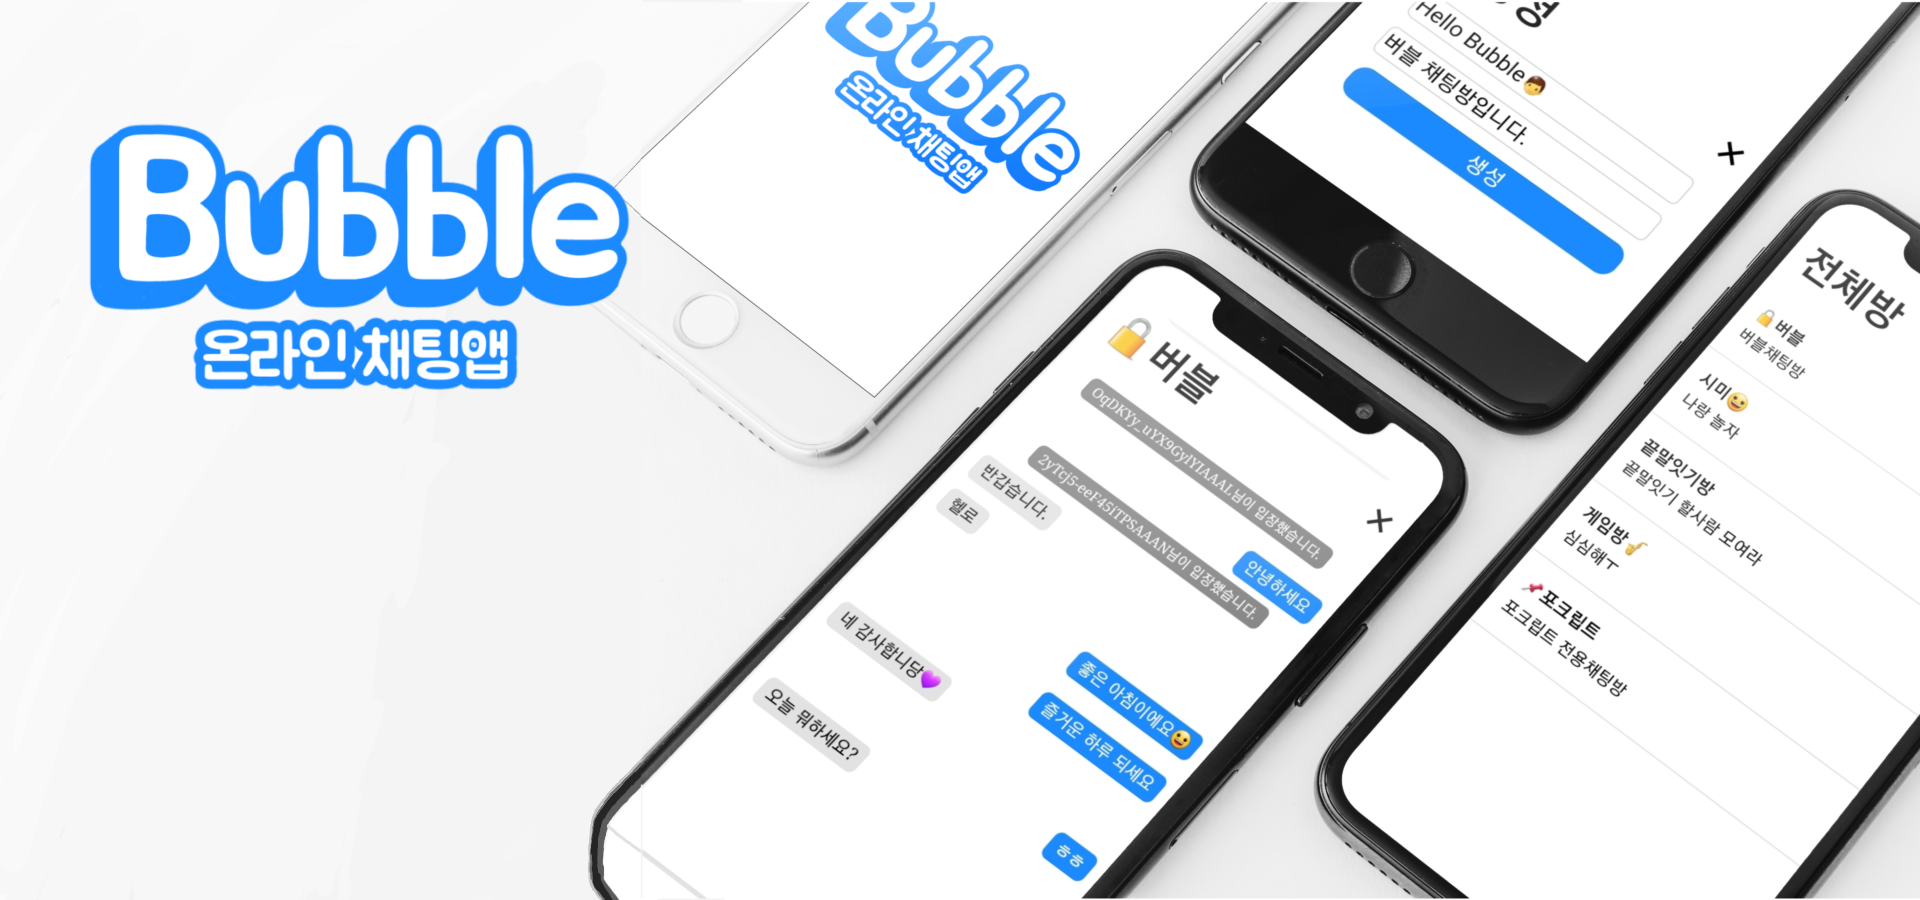 Bubble
온라인 채팅앱
Bubble
온라인 채팅앱
Hello Bubble🧒
버블 채팅방입니다.
생성
🔒버블
OqDKYy_uYX9GylYIAAAL님이 입장했습니다.
안녕하세요
2yTcj5-eeF45iTPSAAAN님이 입장했습니다.
반갑습니다.
헬로
좋은 아침이에요😀
즐거운 하루 되세요
네 감사합니당💜
오늘 뭐하세요?
ㅎㅎ
전체방
🔒버블
버블채팅방
시미😀
나랑 놀자
끝말잇기방
끝말잇기 할사람 모여라
게임방🎷
심심해ㅜ
📌포크립트
포크립트 전용채팅방